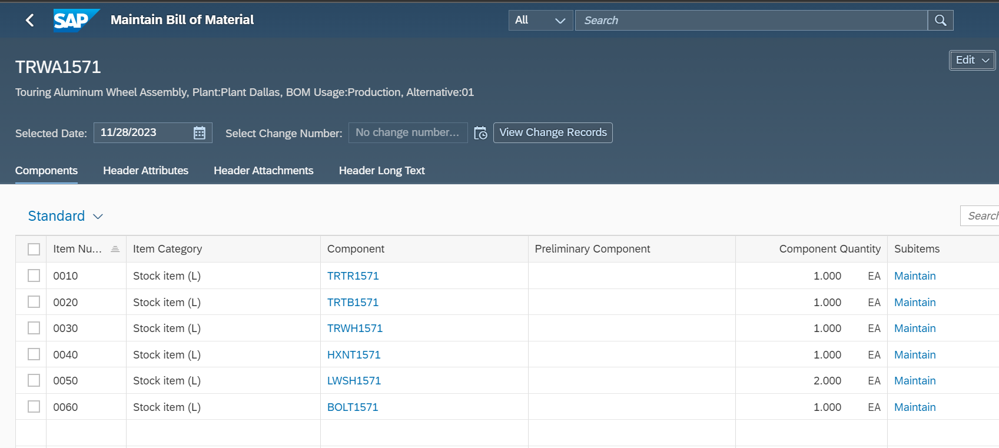 SAP Maintain Bill of Material All Search
TRWA1571 Edit
Touring Aluminum Wheel Assembly, Plant:Plant Dallas, BOM Usage:Production, Alternative:01
Selected Date: 11/28/2023 Select Change Number: No change number... View Change Records
Components Header Attributes Header Attachments Header Long Text
Standard Search
Item Nu... Item Category Component Preliminary Component Component Quantity Subitems
0010 Stock item (L) TRTR1571 1.000 EA Maintain
0020 Stock item (L) TRTB1571 1.000 EA Maintain
0030 Stock item (L) TRWH1571 1.000 EA Maintain
0040 Stock item (L) HXNT1571 1.000 EA Maintain
0050 Stock item (L) LWSH1571 2.000 EA Maintain
0060 Stock item (L) BOLT1571 1.000 EA Maintain